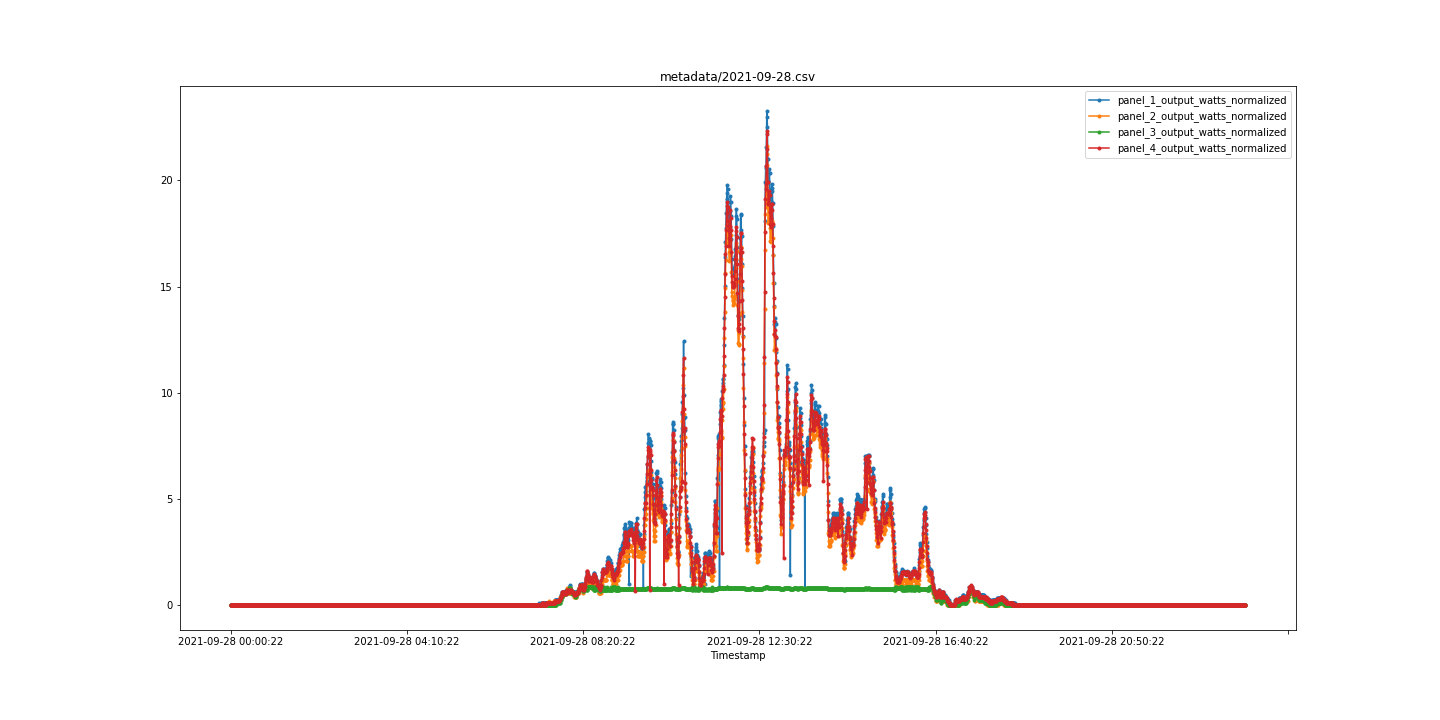 metadata/2021-09-28.csv
panel_1_output_watts_normalized
panel_2_output_watts_normalized
panel_3_output_watts_normalized
panel_4_output_watts_normalized
20
15
10
5
0
2021-09-28 00:00:22 2021-09-28 04:10:22 2021-09-28 08:20:22 2021-09-28 12:30:22 2021-09-28 16:40:22 2021-09-28 20:50:22
Timestamp